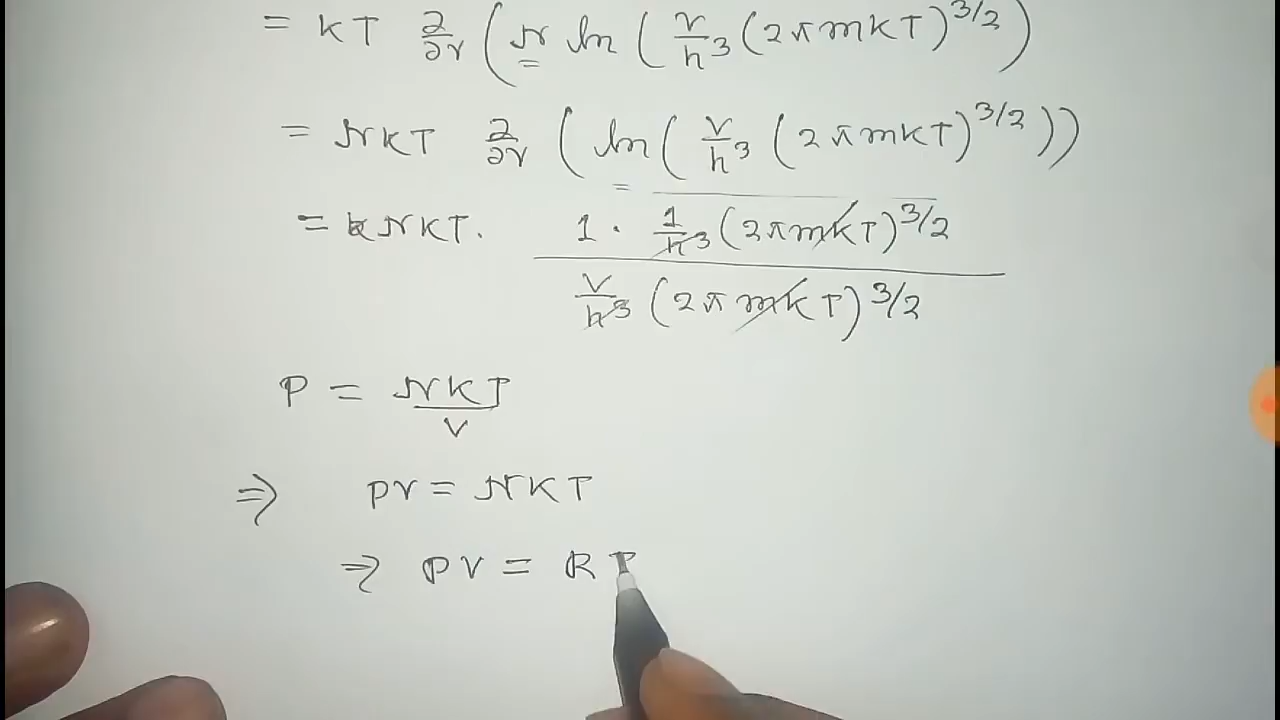 = KT ∂/∂V ( N ln ( V/h³ (2πmKT)^3/2 )
= NKT ∂/∂V ( ln ( V/h³ (2πmKT)^3/2 ))
= NKT. 1 · 1/h³ (2πmKT)^3/2
V/h³ (2πmKT)^3/2
P = NKT/V
⇒ PV = NKT
⇒ PV = RT